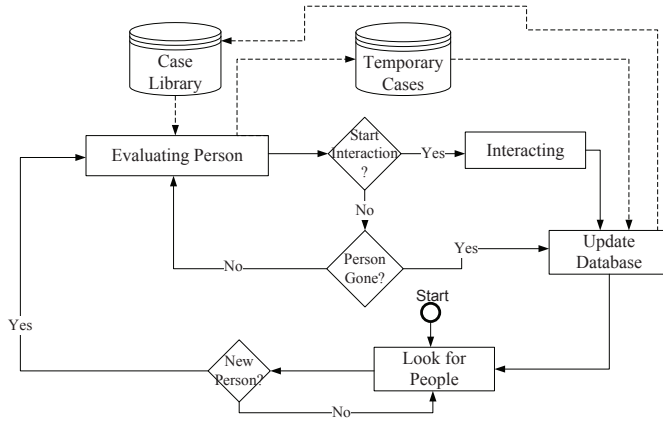 Case
Library
Temporary
Cases
Evaluating Person
Start
Interaction
?
Yes
Interacting
No
Person
Gone?
No
Yes
Update
Database
Start
Yes
New
Person?
Look for
People
No